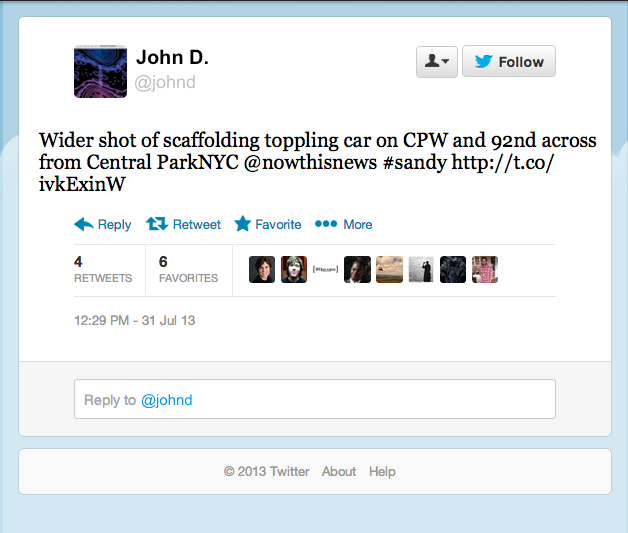 John D.
@johnd
Follow
Wider shot of scaffolding toppling car on CPW and 92nd across
from Central ParkNYC @nowthisnews #sandy http://t.co/
ivkExinW
Reply Retweet Favorite More
4 6
RETWEETS FAVORITES
12:29 PM - 31 Jul 13
Reply to @johnd
© 2013 Twitter About Help